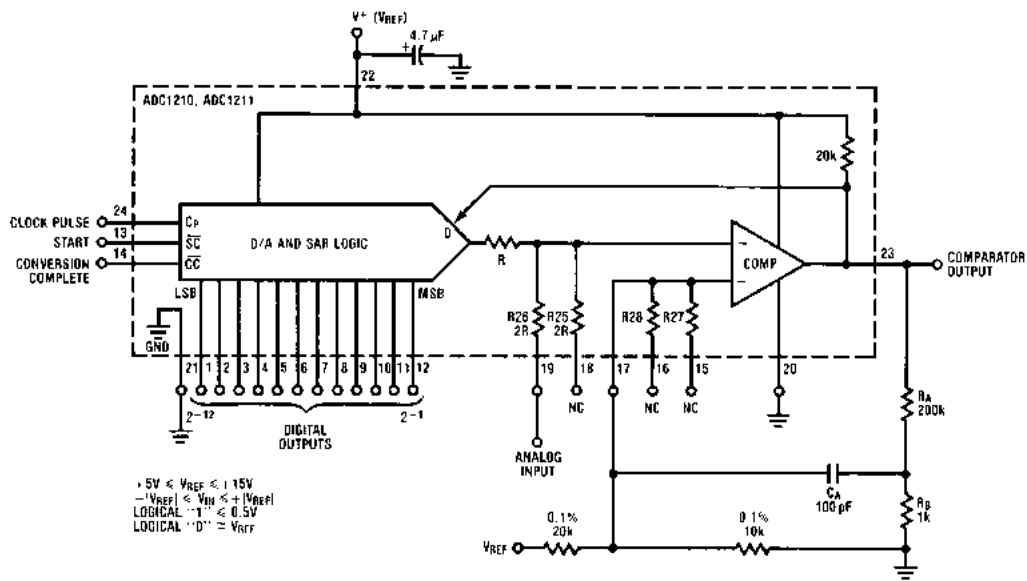 V+ (VREF)
4.7 μF
+
22
ADC1210, ADC1211
20k
CLOCK PULSE
24
CP
START
13
SC
CONVERSION
COMPLETE
14
CC
D/A AND SAR LOGIC
D
R
−
−
COMP
23
COMPARATOR
OUTPUT
LSB
MSB
R26
2R
R25
2R
R28
R27
GND
21
1
2
3
4
5
6
7
8
9
10
11
12
19
18
17
16
15
20
2-12
2-1
DIGITAL
OUTPUTS
NC
NC
NC
ANALOG
INPUT
RA
200k
CA
100 pF
RB
1k
+5V ≤ VREF ≤ +15V
−|VREF| ≤ VIN ≤ +|VREF|
LOGICAL "1" ≤ 0.5V
LOGICAL "0" ≅ VREF
VREF
0.1%
20k
0.1%
10k